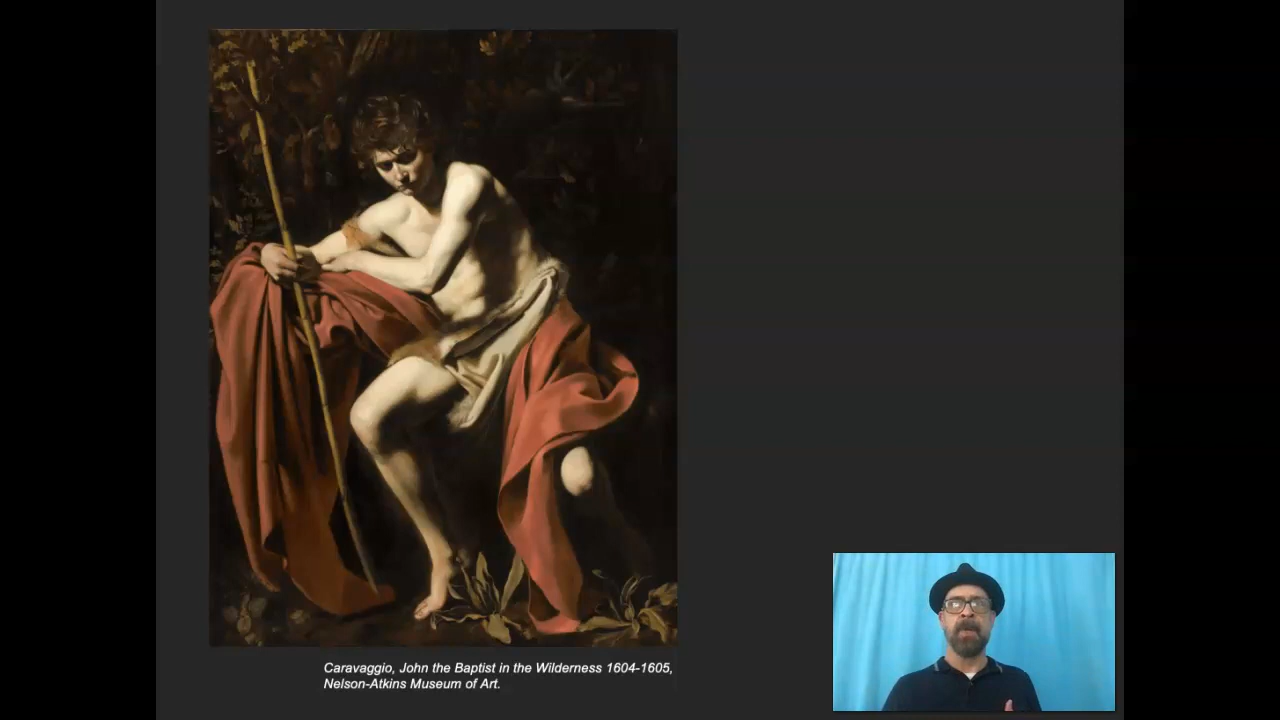 Caravaggio, John the Baptist in the Wilderness 1604-1605,
Nelson-Atkins Museum of Art.